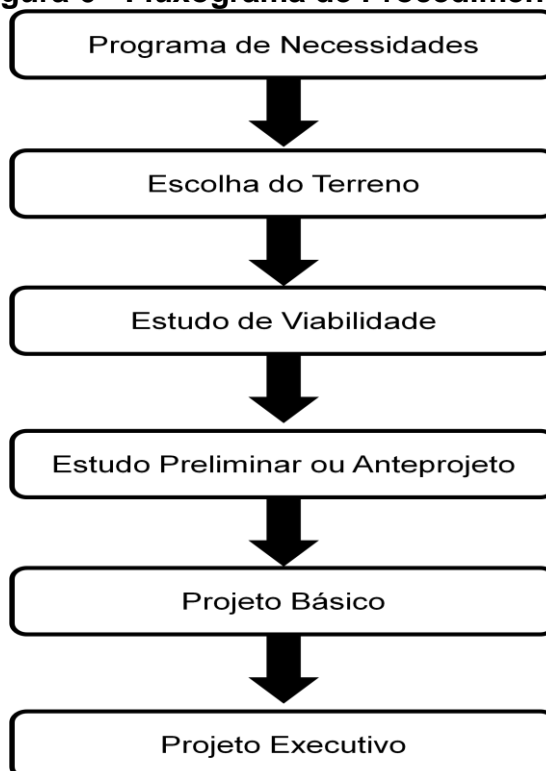 Programa de Necessidades
Escolha do Terreno
Estudo de Viabilidade
Estudo Preliminar ou Anteprojeto
Projeto Básico
Projeto Executivo